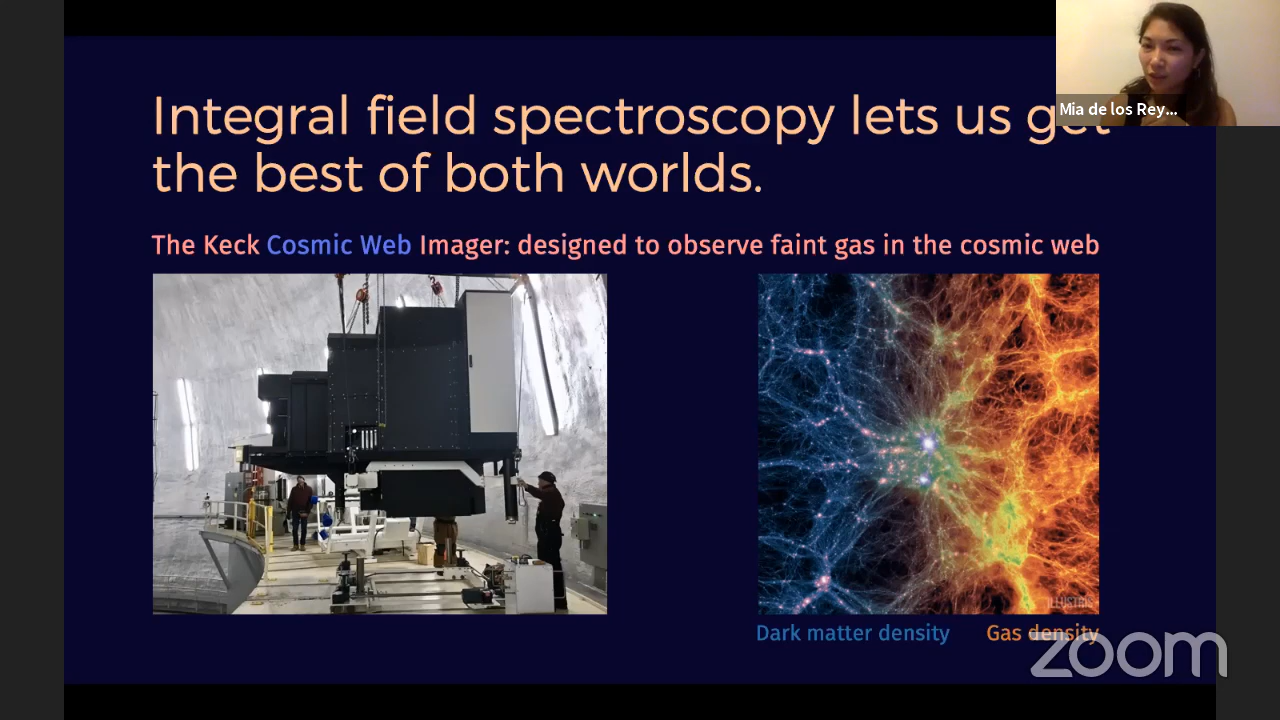 Integral field spectroscopy lets us get
the best of both worlds.
Mia de los Rey...
The Keck Cosmic Web Imager: designed to observe faint gas in the cosmic web
ILLUSTRIS
Dark matter density
Gas density
zoom